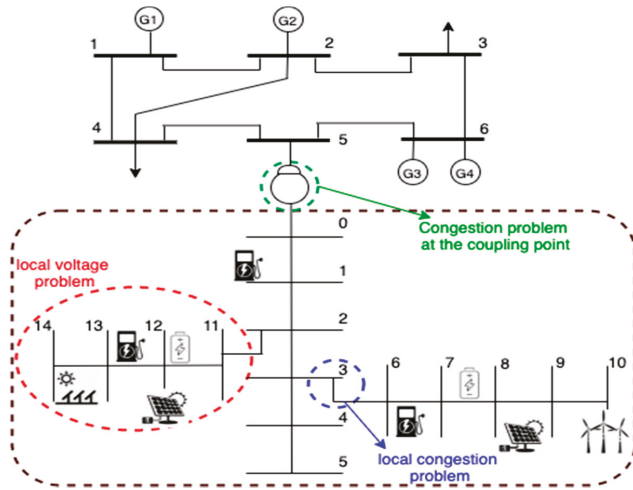 G1
G2
1
2
3
4
5
6
G3
G4
Congestion problem
at the coupling point
0
1
2
3
4
5
local voltage
problem
14
13
12
11
6
7
8
9
10
local congestion
problem